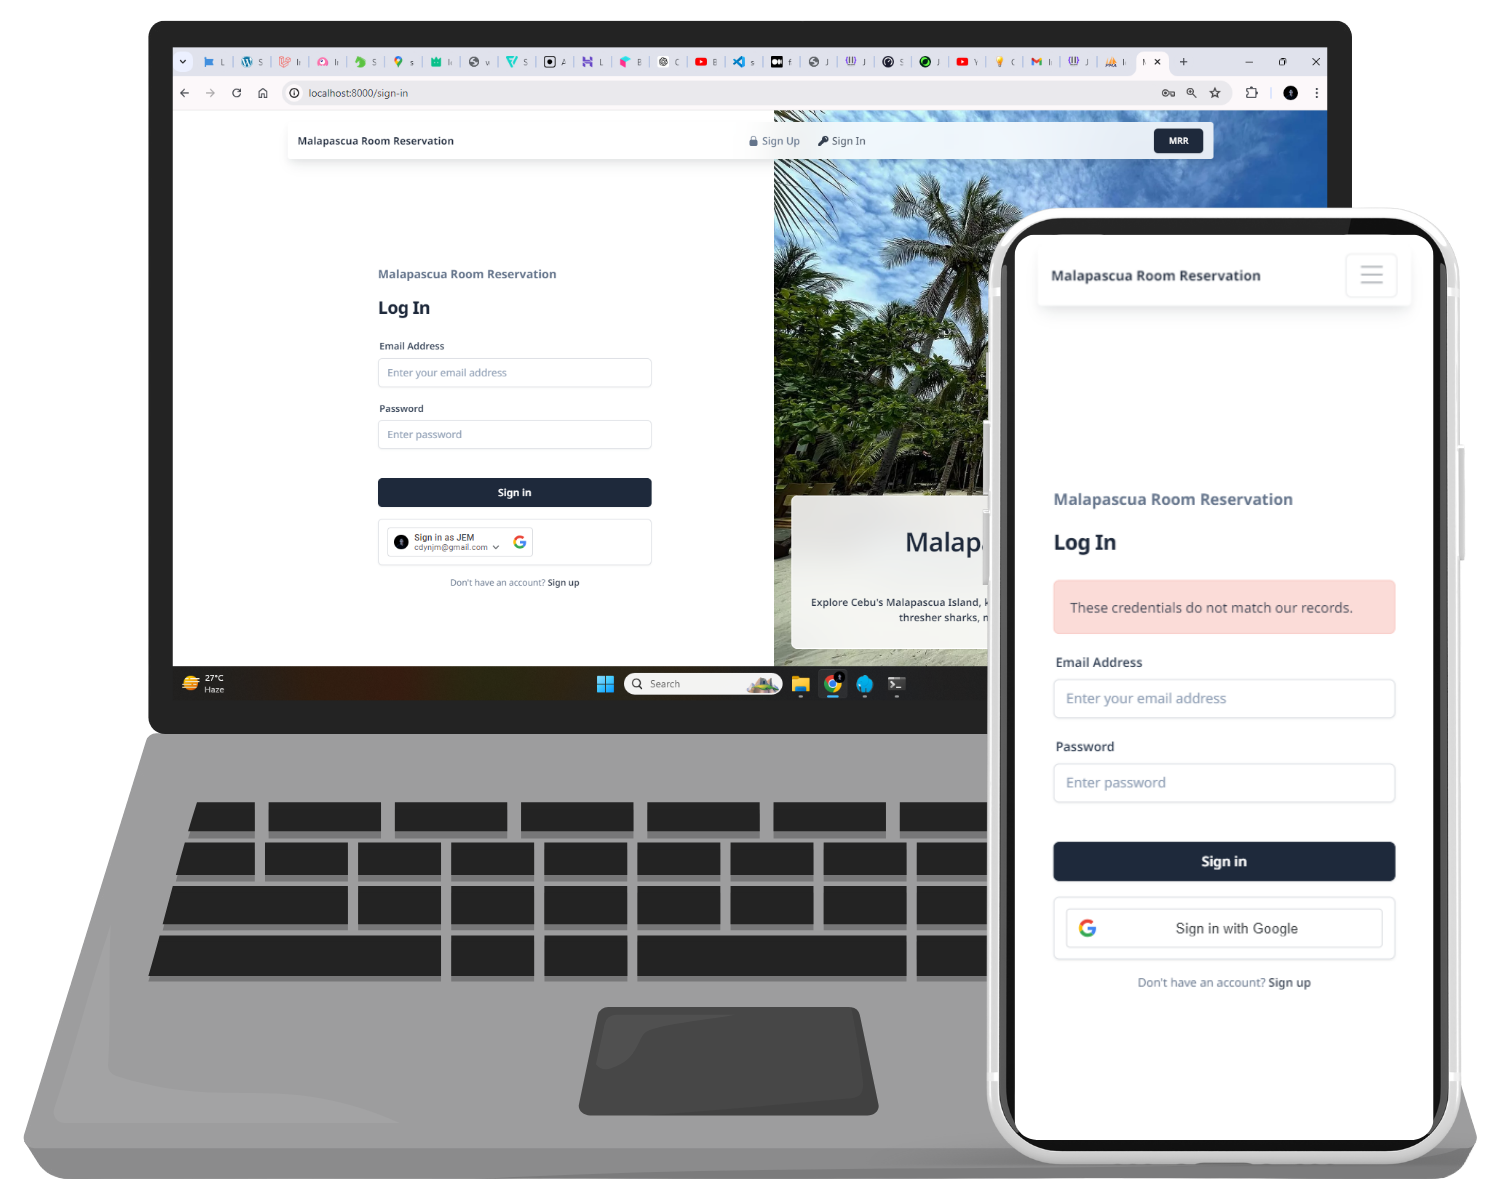 localhost:8000/sign-in
Malapascua Room Reservation
Sign Up
Sign In
MRR
Malapascua Room Reservation
Log In
Email Address
Enter your email address
Password
Enter password
Sign in
Sign in as JEM
cdynjm@gmail.com
Don't have an account? Sign up
Malap
Explore Cebu's Malapascua Island, k
thresher sharks, n
27°C
Haze
Search
Malapascua Room Reservation
Malapascua Room Reservation
Log In
These credentials do not match our records.
Email Address
Enter your email address
Password
Enter password
Sign in
Sign in with Google
Don't have an account? Sign up